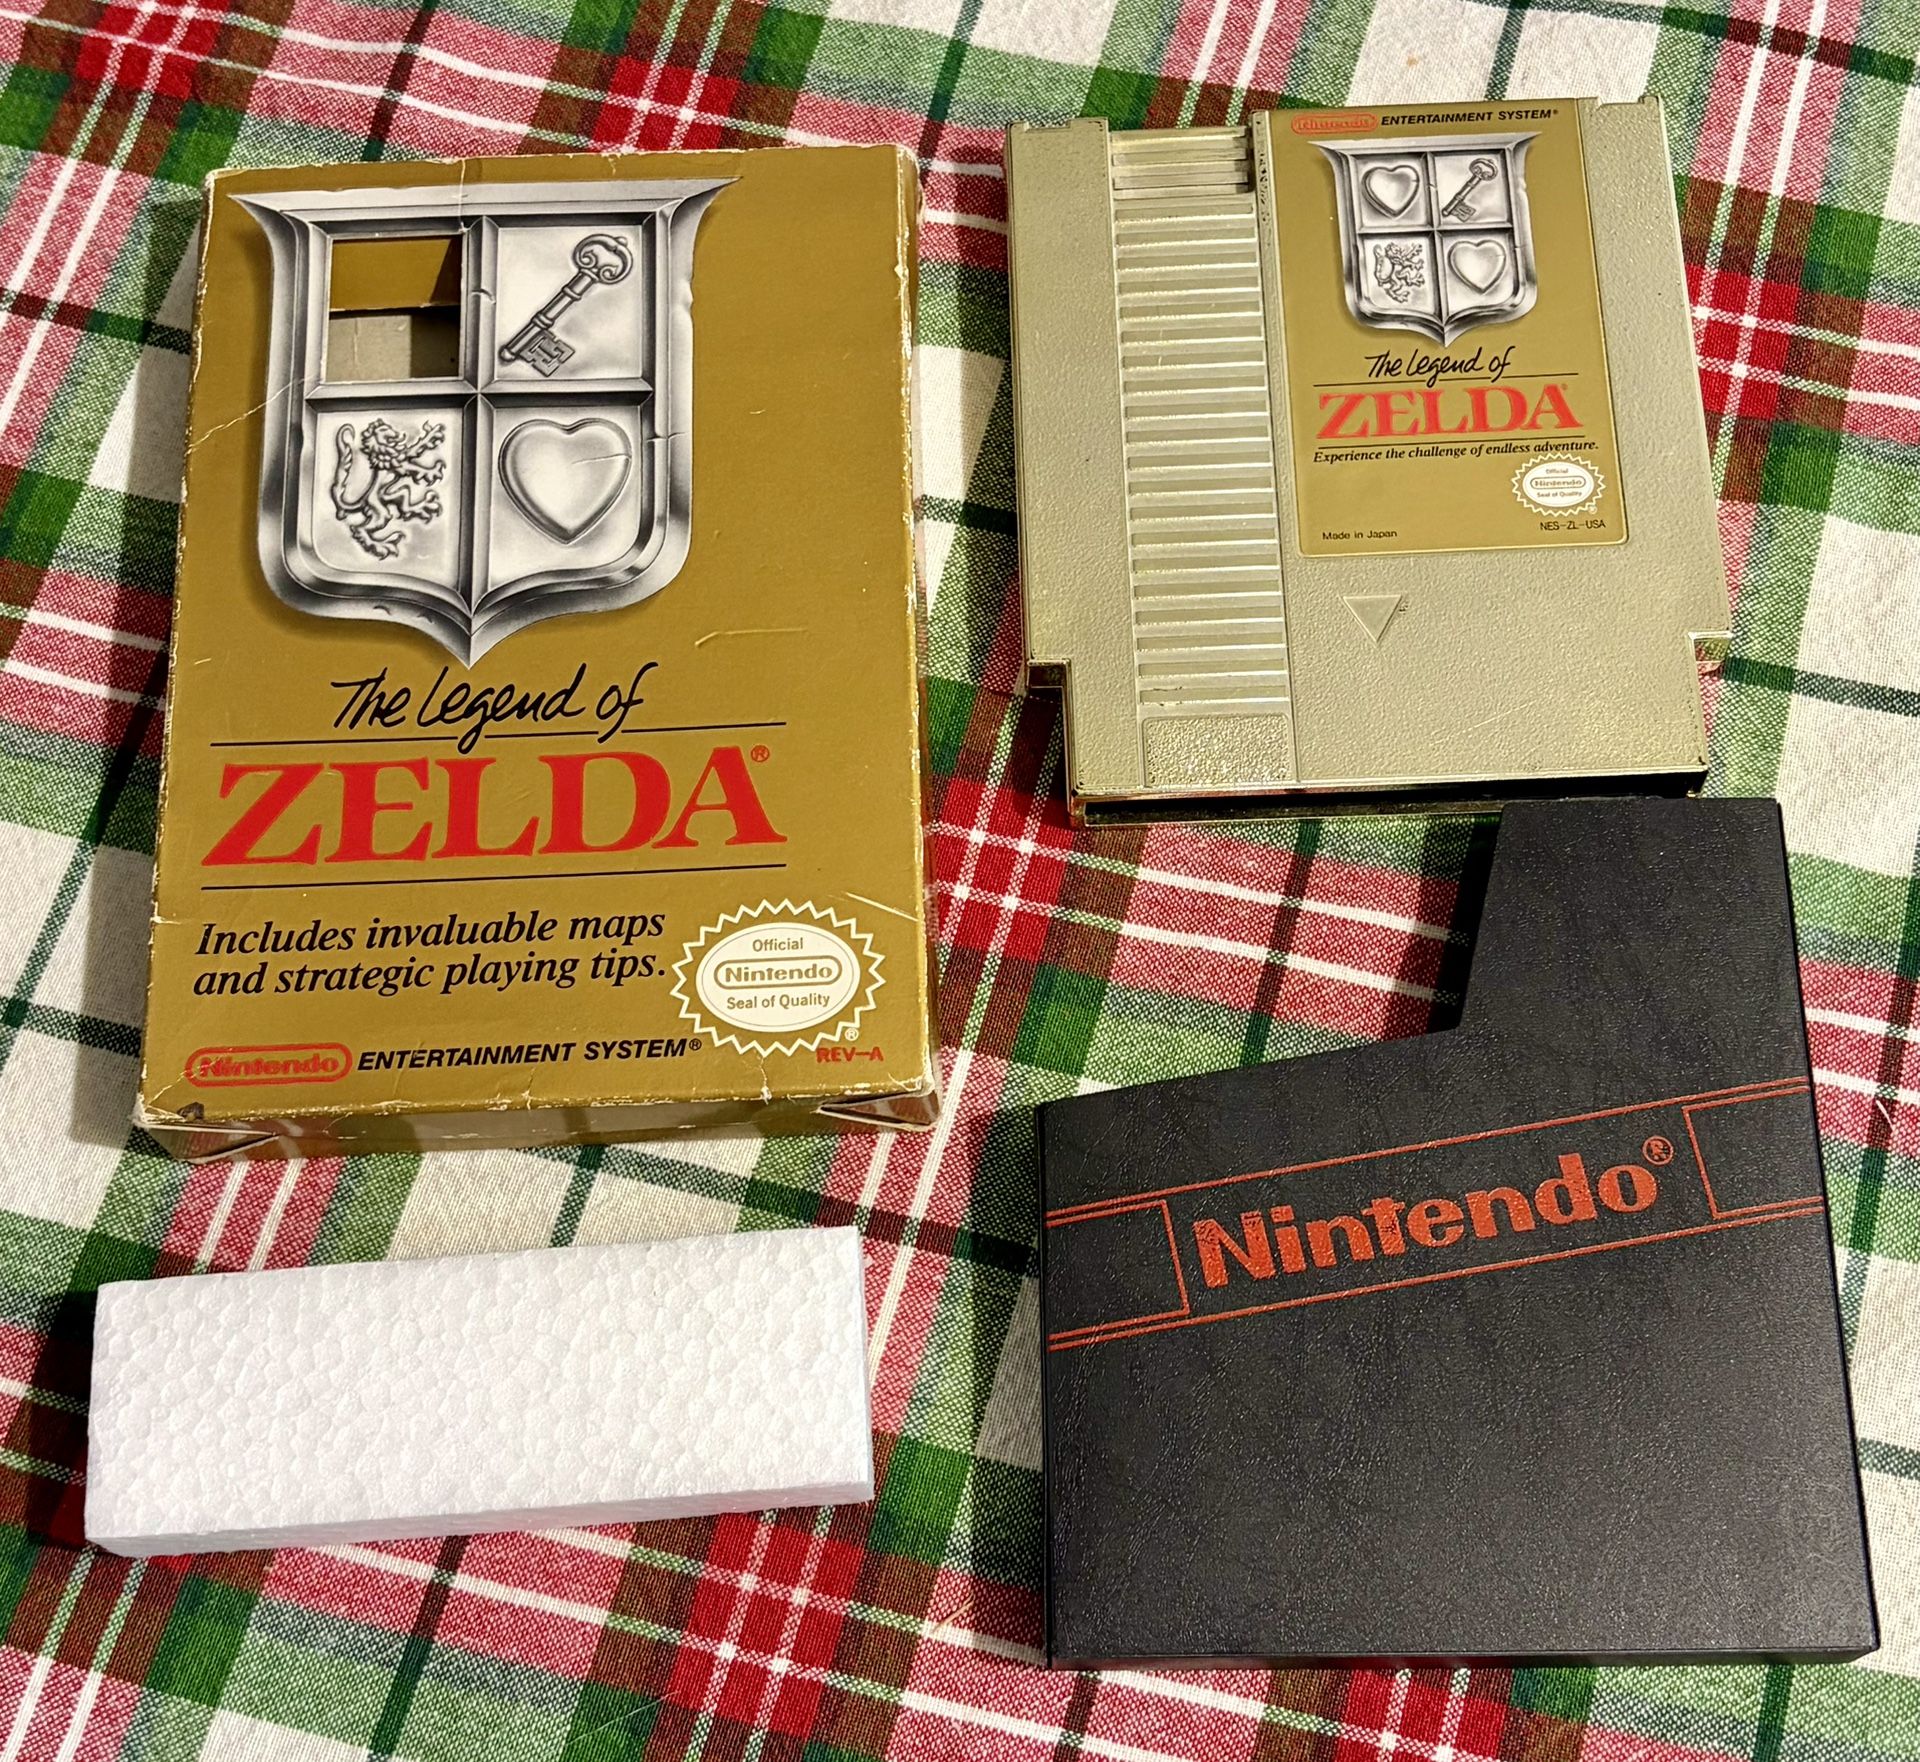 The Legend of
ZELDA®
Includes invaluable maps
and strategic playing tips.
Official
Nintendo
Seal of Quality
®
Nintendo ENTERTAINMENT SYSTEM®
REV-A
Nintendo ENTERTAINMENT SYSTEM®
The Legend of
ZELDA®
Experience the challenge of endless adventure.
Official
Nintendo
Seal of Quality
Made in Japan
NES-ZL-USA
Nintendo®